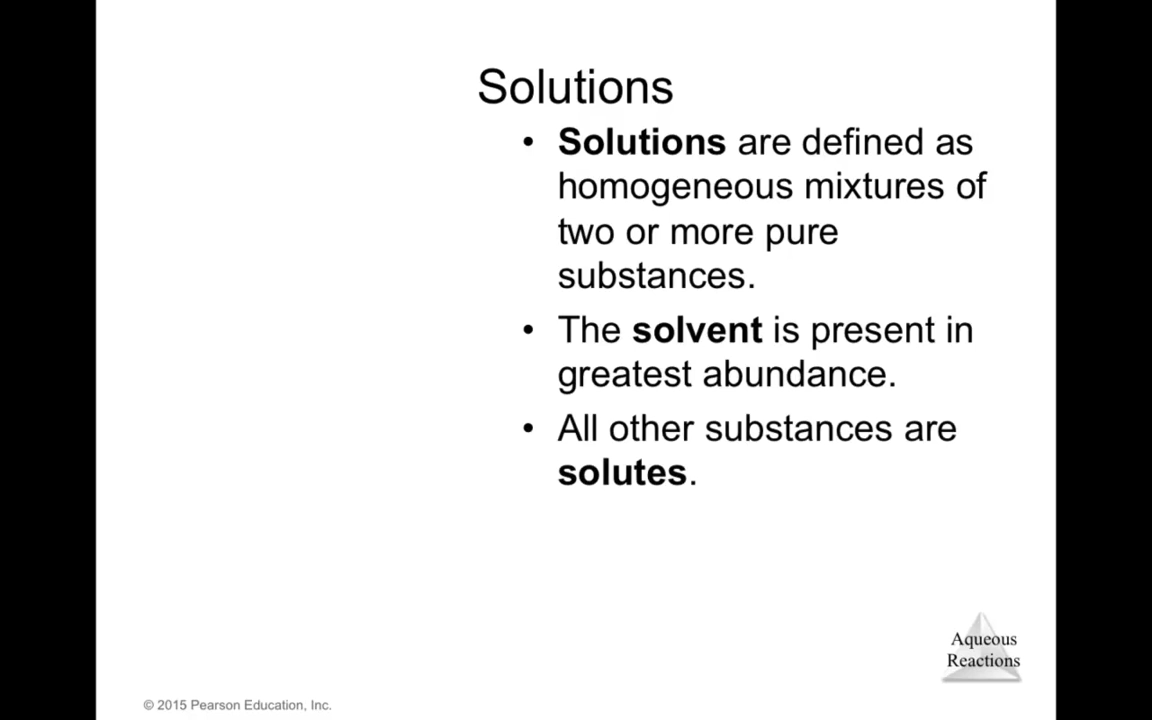 Solutions
• Solutions are defined as
homogeneous mixtures of
two or more pure
substances.
• The solvent is present in
greatest abundance.
• All other substances are
solutes.
Aqueous
Reactions
© 2015 Pearson Education, Inc.